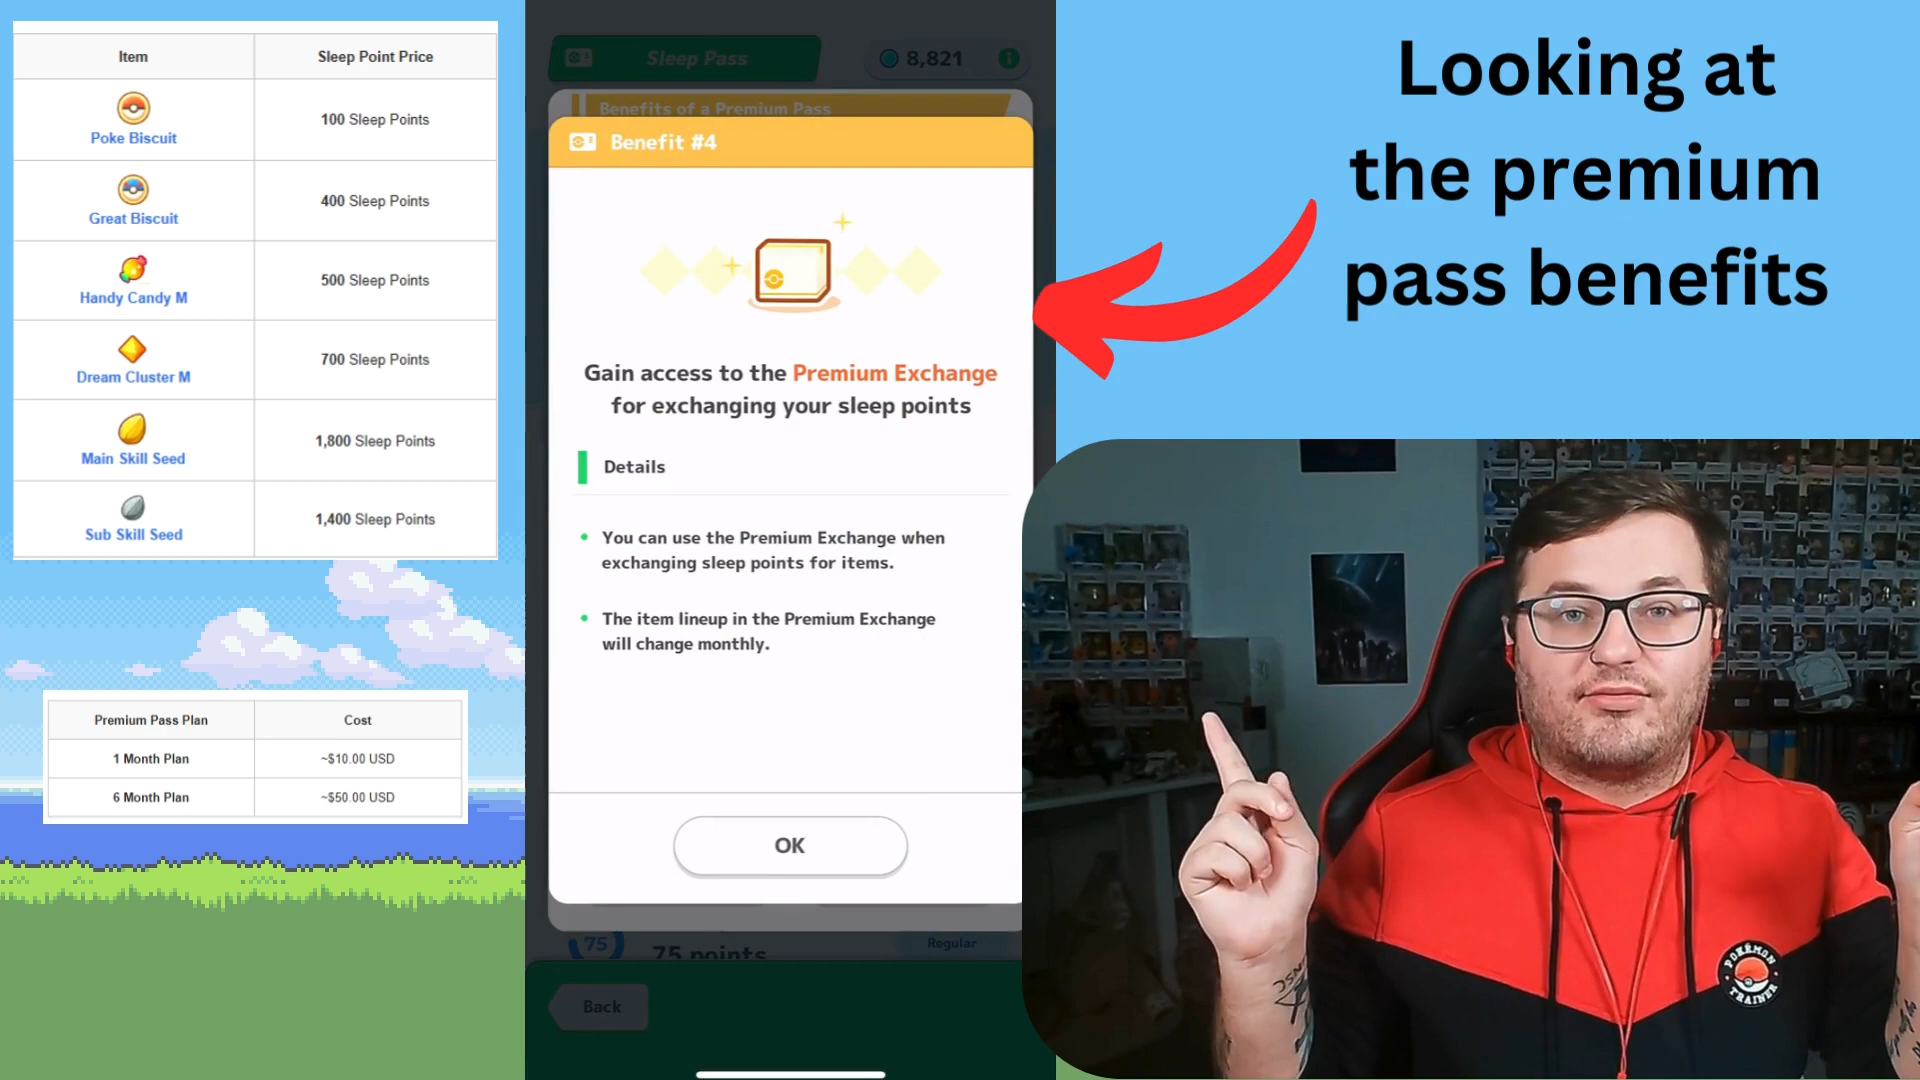 Item Sleep Point Price
Poke Biscuit 100 Sleep Points
Great Biscuit 400 Sleep Points
Handy Candy M 500 Sleep Points
Dream Cluster M 700 Sleep Points
Main Skill Seed 1,800 Sleep Points
Sub Skill Seed 1,400 Sleep Points
Premium Pass Plan Cost
1 Month Plan ~$10.00 USD
6 Month Plan ~$50.00 USD
Sleep Pass 8,821
Benefits of a Premium Pass
Benefit #4
Gain access to the Premium Exchange
for exchanging your sleep points
Details
You can use the Premium Exchange when
exchanging sleep points for items.
The item lineup in the Premium Exchange
will change monthly.
OK
75 75 points Regular
Back
Looking at
the premium
pass benefits
POKÉMON
TRAINER